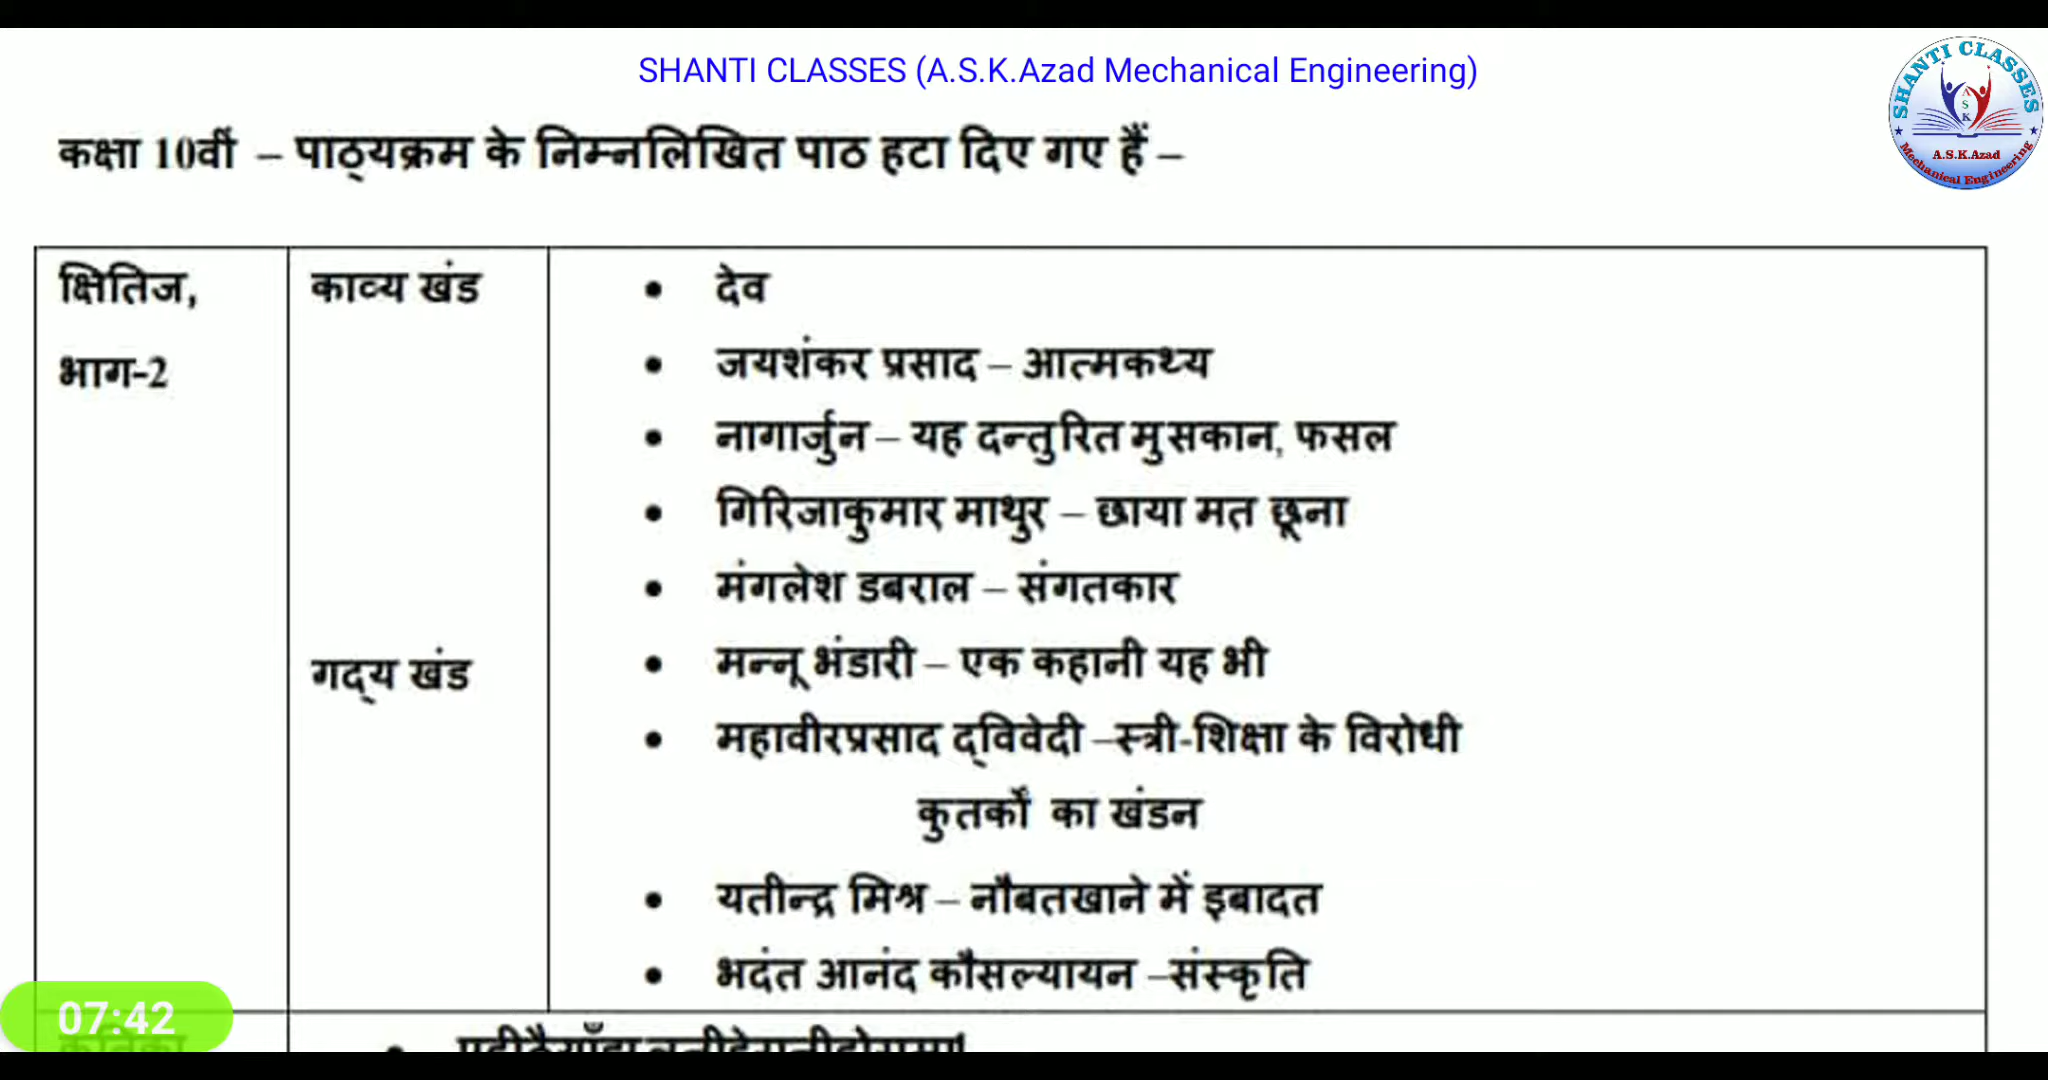 SHANTI CLASSES (A.S.K.Azad Mechanical Engineering)
SHANTI CLASSES
A
S
K
A.S.K.Azad
Mechanical Engineering
कक्षा 10वीं – पाठ्यक्रम के निम्नलिखित पाठ हटा दिए गए हैं –
क्षितिज,
भाग-2
काव्य खंड
• देव
• जयशंकर प्रसाद – आत्मकथ्य
• नागार्जुन – यह दन्तुरित मुसकान, फसल
• गिरिजाकुमार माथुर – छाया मत छूना
• मंगलेश डबराल – संगतकार
गद्य खंड
• मन्नू भंडारी – एक कहानी यह भी
• महावीरप्रसाद द्विवेदी –स्त्री-शिक्षा के विरोधी
कुतर्कों का खंडन
• यतीन्द्र मिश्र – नौबतखाने में इबादत
• भदंत आनंद कौसल्यायन –संस्कृति
07:42